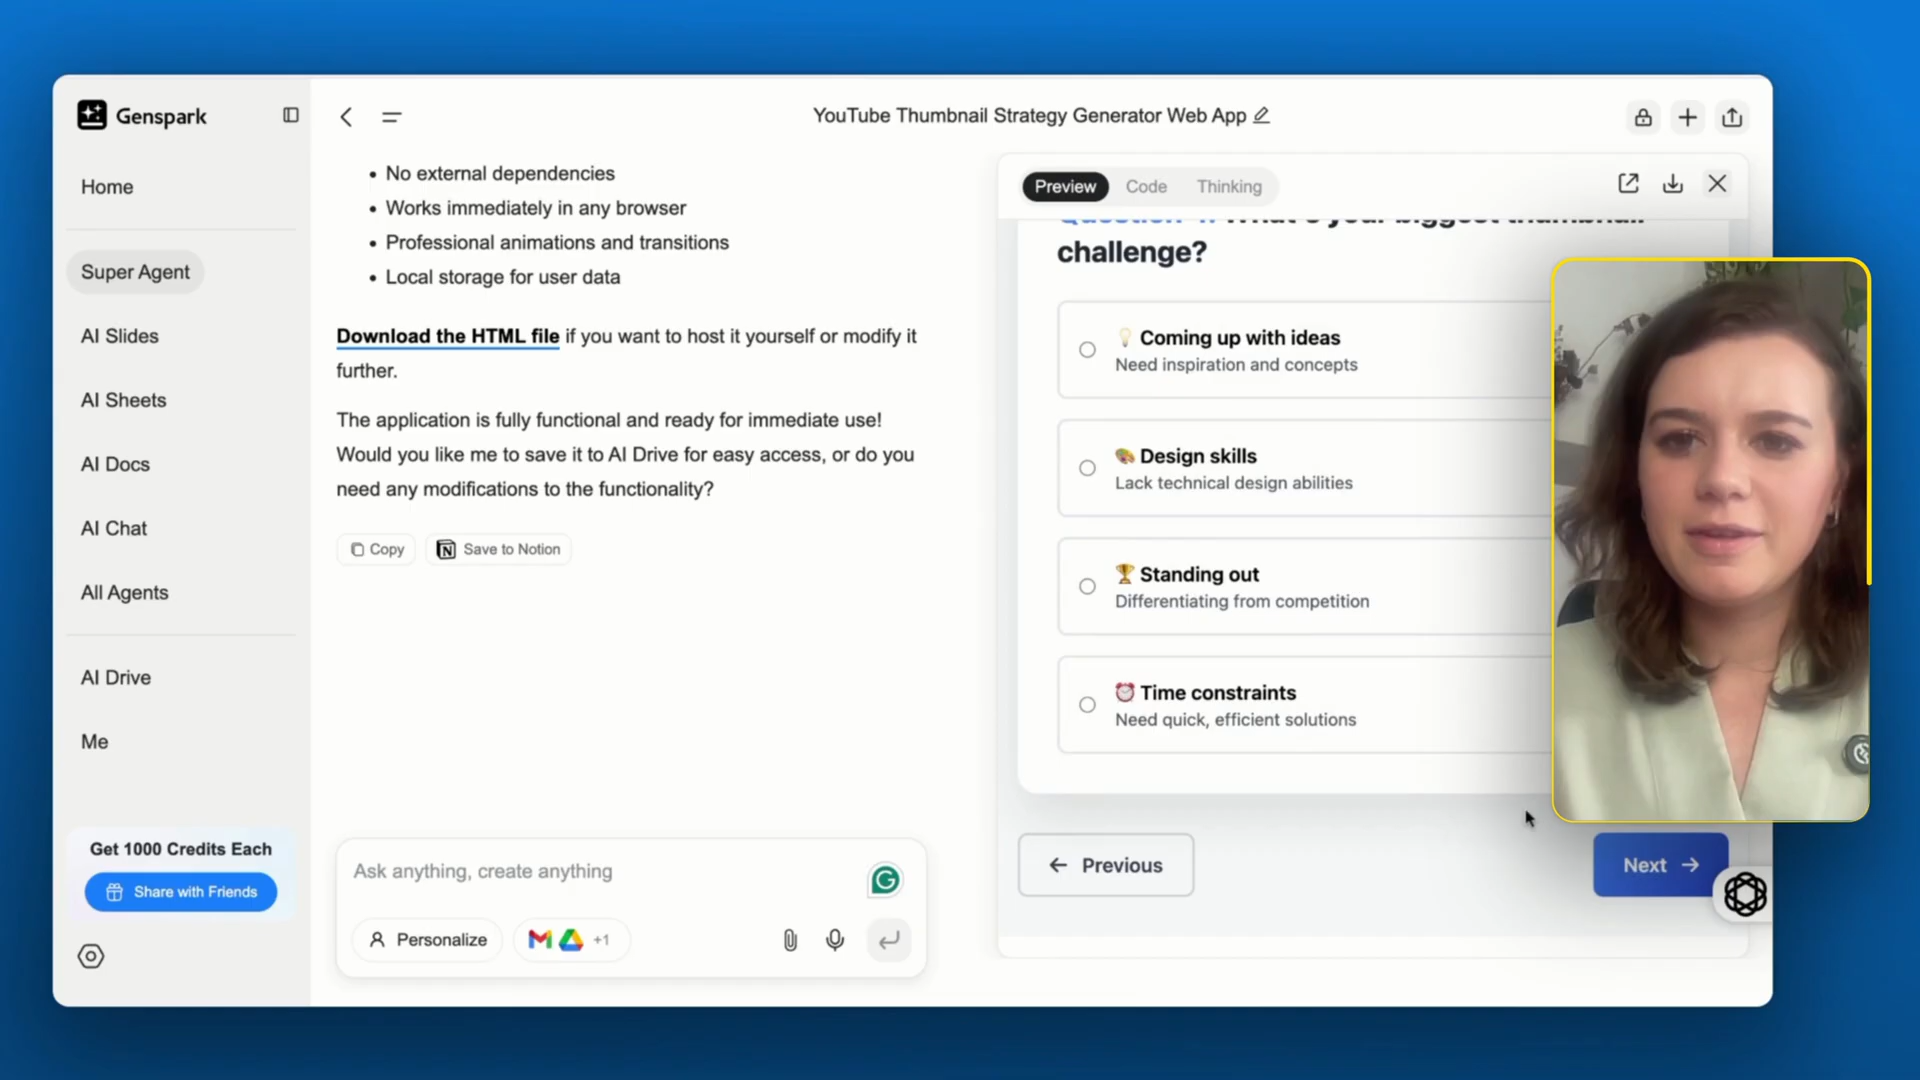 Genspark
Home
Super Agent
AI Slides
AI Sheets
AI Docs
AI Chat
All Agents
AI Drive
Me
Get 1000 Credits Each
Share with Friends
YouTube Thumbnail Strategy Generator Web App
• No external dependencies
• Works immediately in any browser
• Professional animations and transitions
• Local storage for user data
Download the HTML file if you want to host it yourself or modify it
further.
The application is fully functional and ready for immediate use!
Would you like me to save it to AI Drive for easy access, or do you
need any modifications to the functionality?
Copy
Save to Notion
Ask anything, create anything
Personalize
+1
Preview
Code
Thinking
What's your biggest thumbnail
challenge?
Coming up with ideas
Need inspiration and concepts
Design skills
Lack technical design abilities
Standing out
Differentiating from competition
Time constraints
Need quick, efficient solutions
← Previous
Next →